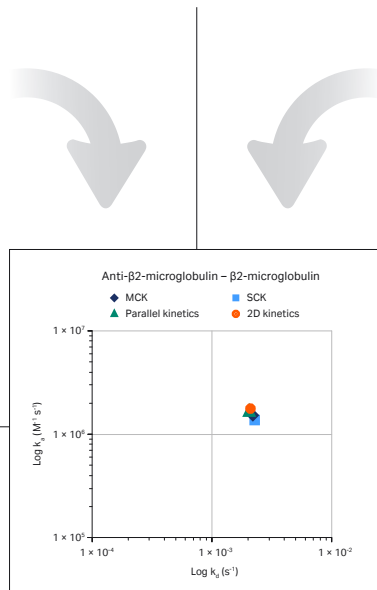 Anti-β2-microglobulin – β2-microglobulin
MCK
SCK
Parallel kinetics
2D kinetics
1 × 10⁷
1 × 10⁶
1 × 10⁵
Log kₐ (M⁻¹ s⁻¹)
1 × 10⁻⁴
1 × 10⁻³
1 × 10⁻²
Log k_d (s⁻¹)